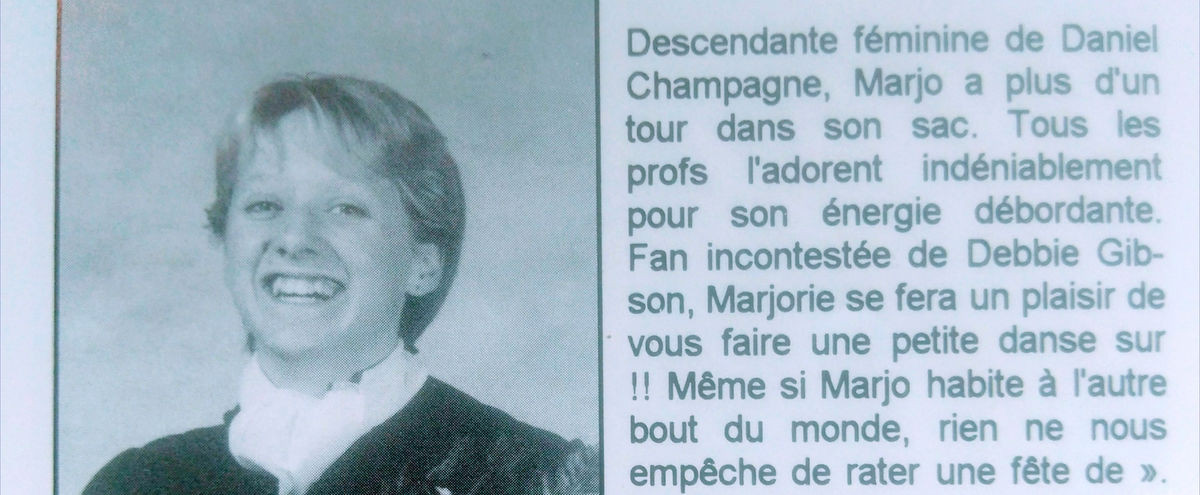 Descendante féminine de Daniel
Champagne, Marjo a plus d'un
tour dans son sac. Tous les
profs l'adorent indéniablement
pour son énergie débordante.
Fan incontestée de Debbie Gib-
son, Marjorie se fera un plaisir de
vous faire une petite danse sur
!! Même si Marjo habite à l'autre
bout du monde, rien ne nous
empêche de rater une fête de ».